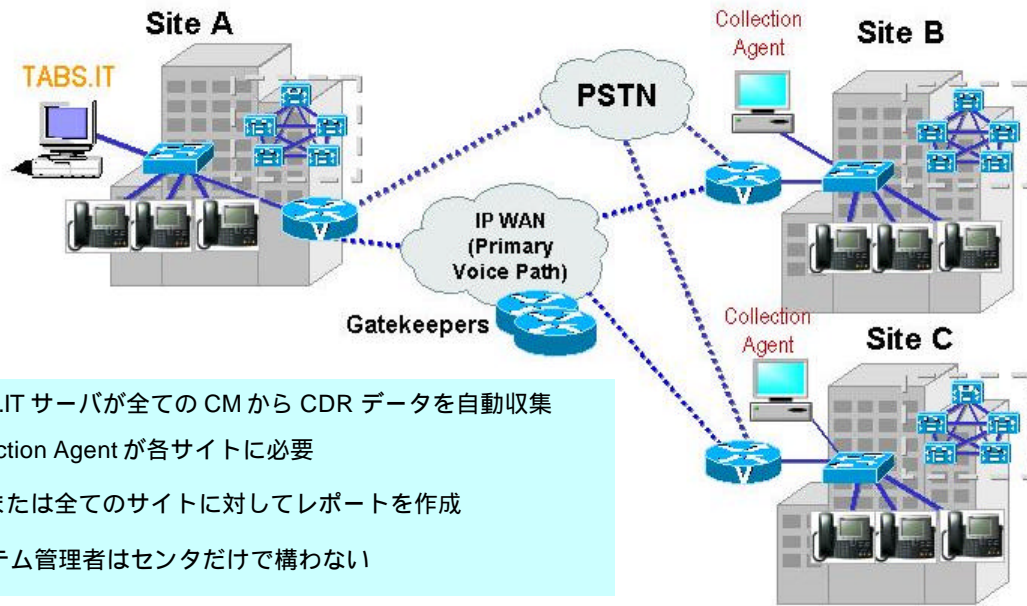 Site A
TABS.IT
PSTN
Collection
Agent
Site B
IP WAN
(Primary
Voice Path)
Gatekeepers
V
V
V
Collection
Agent
Site C
.IT サーバが全ての CM から CDR データを自動収集
ction Agent が各サイトに必要
または全てのサイトに対してレポートを作成
テム管理者はセンタだけで構わない